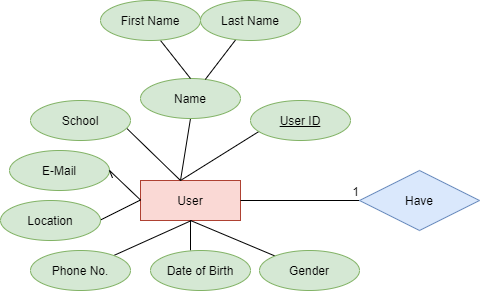 First Name
Last Name
Name
School
User ID
E-Mail
User
1
Have
Location
Phone No.
Date of Birth
Gender